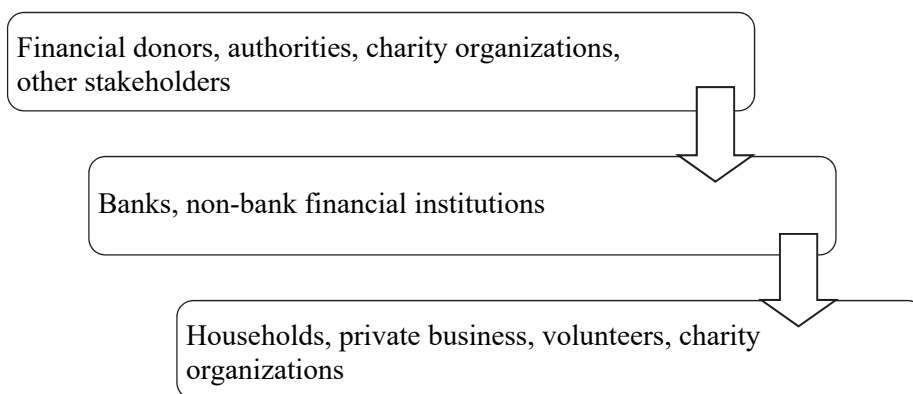 Financial donors, authorities, charity organizations,
other stakeholders
Banks, non-bank financial institutions
Households, private business, volunteers, charity
organizations